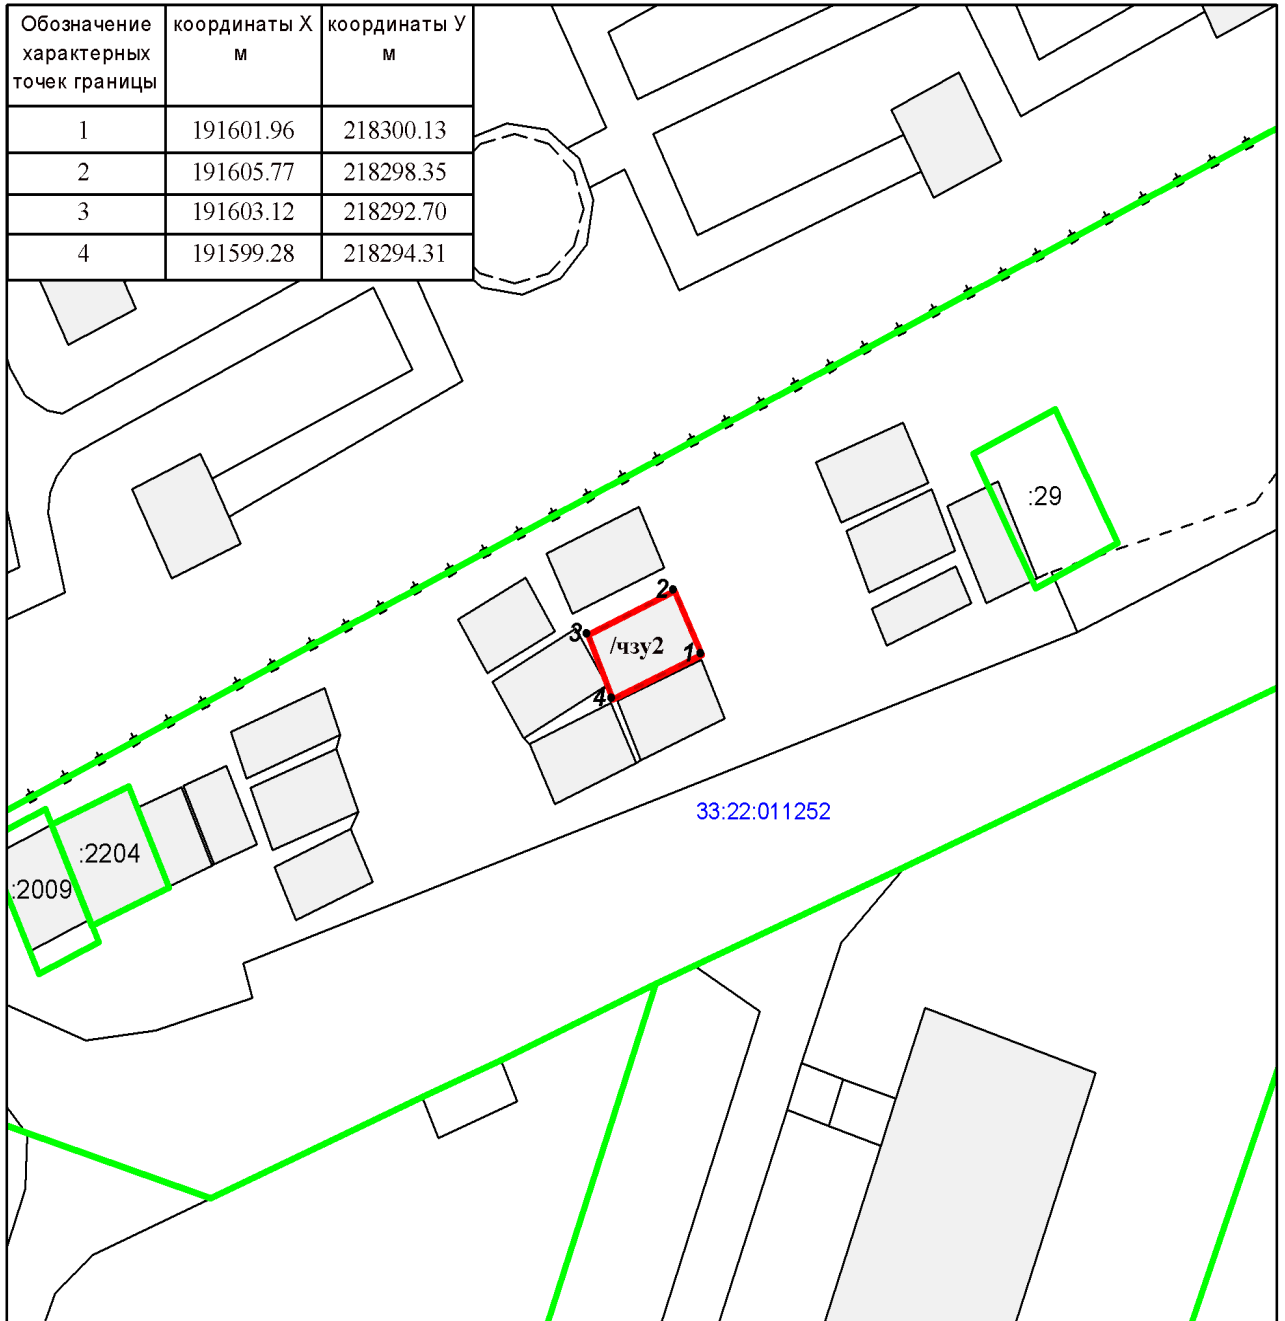 Обозначение характерных точек границы | координаты Х м | координаты У м
1 | 191601.96 | 218300.13
2 | 191605.77 | 218298.35
3 | 191603.12 | 218292.70
4 | 191599.28 | 218294.31
:29
2
3
/чзу2
1
4
33:22:011252
:2204
:2009